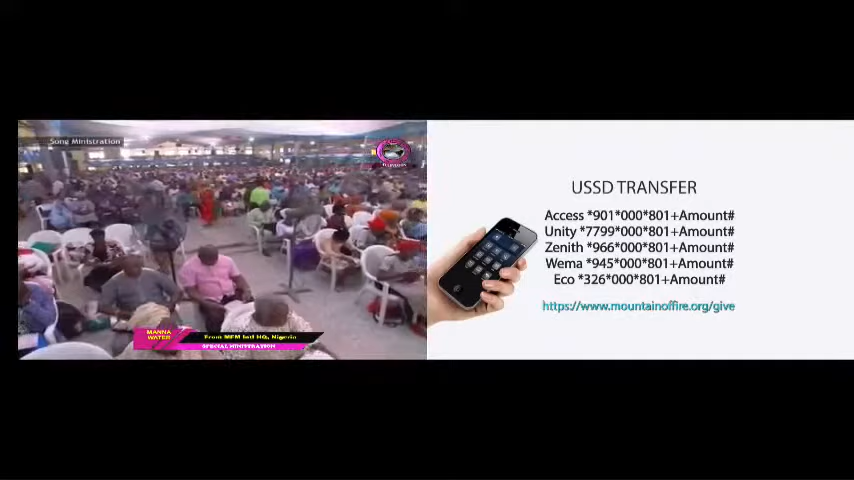 Song Ministration
MANNA
WATER
From MFM Intl HQ, Nigeria
SPECIAL MINISTRATION
USSD TRANSFER
Access *901*000*801+Amount#
Unity *7799*000*801+Amount#
Zenith *966*000*801+Amount#
Wema *945*000*801+Amount#
Eco *326*000*801+Amount#
https://www.mountainoffire.org/give